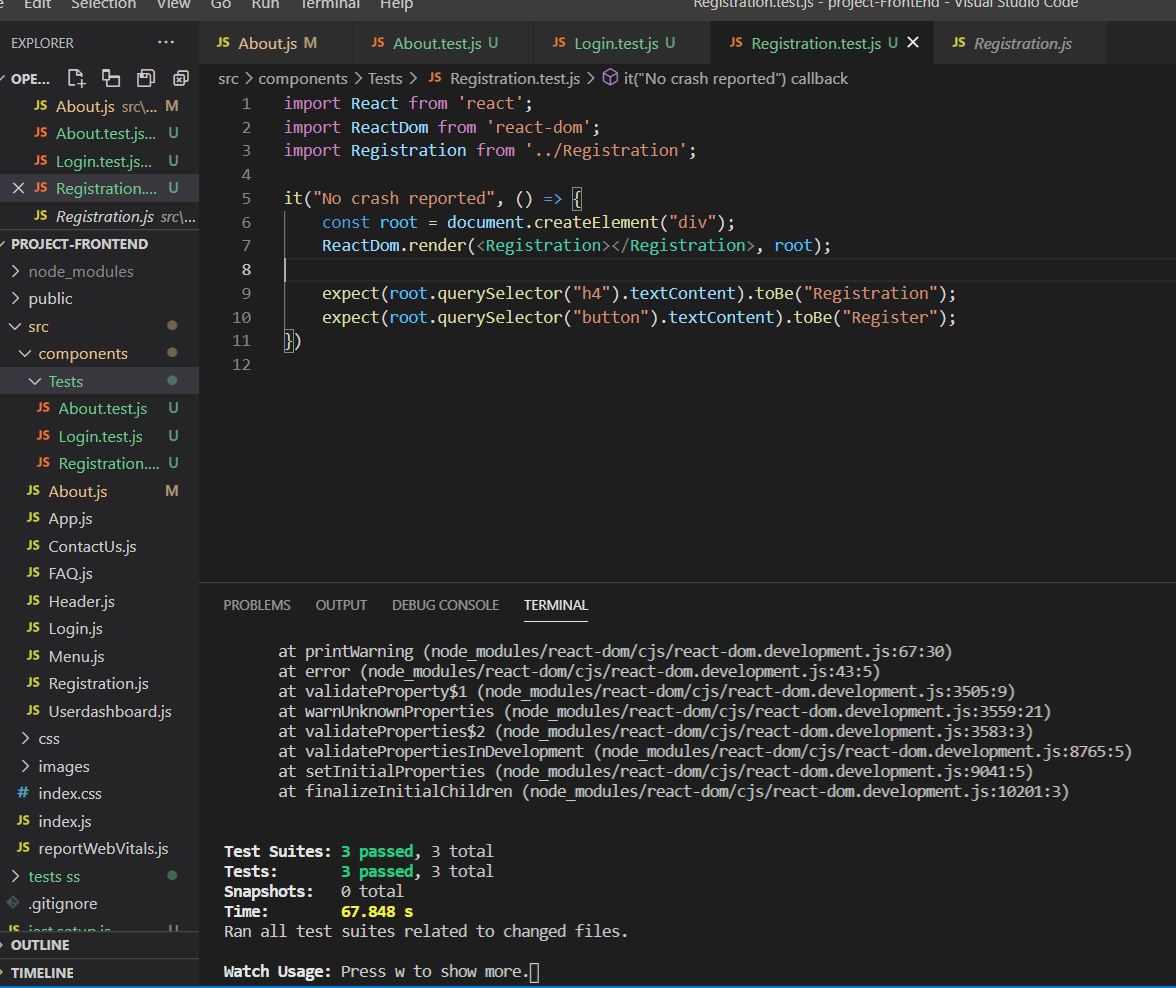 Edit Selection View Go Run Terminal Help Registration.test.js - project-FrontEnd - Visual Studio Code
EXPLORER ...
JS About.js M JS About.test.js U JS Login.test.js U JS Registration.test.js U JS Registration.js
OPE...
JS About.js src\... M
JS About.test.js... U
JS Login.test.js... U
JS Registration.... U
JS Registration.js src\...
PROJECT-FRONTEND
node_modules
public
src
components
Tests
JS About.test.js U
JS Login.test.js U
JS Registration.... U
JS About.js M
JS App.js
JS ContactUs.js
JS FAQ.js
JS Header.js
JS Login.js
JS Menu.js
JS Registration.js
JS Userdashboard.js
css
images
# index.css
JS index.js
JS reportWebVitals.js
tests ss
.gitignore
JS jest.setup.js U
OUTLINE
TIMELINE
src > components > Tests > JS Registration.test.js > it("No crash reported") callback
1 import React from 'react';
2 import ReactDom from 'react-dom';
3 import Registration from '../Registration';
4
5 it("No crash reported", () => {
6 const root = document.createElement("div");
7 ReactDom.render(<Registration></Registration>, root);
8
9 expect(root.querySelector("h4").textContent).toBe("Registration");
10 expect(root.querySelector("button").textContent).toBe("Register");
11 })
12
PROBLEMS OUTPUT DEBUG CONSOLE TERMINAL
at printWarning (node_modules/react-dom/cjs/react-dom.development.js:67:30)
at error (node_modules/react-dom/cjs/react-dom.development.js:43:5)
at validateProperty$1 (node_modules/react-dom/cjs/react-dom.development.js:3505:9)
at warnUnknownProperties (node_modules/react-dom/cjs/react-dom.development.js:3559:21)
at validateProperties$2 (node_modules/react-dom/cjs/react-dom.development.js:3583:3)
at validatePropertiesInDevelopment (node_modules/react-dom/cjs/react-dom.development.js:8765:5)
at setInitialProperties (node_modules/react-dom/cjs/react-dom.development.js:9041:5)
at finalizeInitialChildren (node_modules/react-dom/cjs/react-dom.development.js:10201:3)
Test Suites: 3 passed, 3 total
Tests: 3 passed, 3 total
Snapshots: 0 total
Time: 67.848 s
Ran all test suites related to changed files.
Watch Usage: Press w to show more.